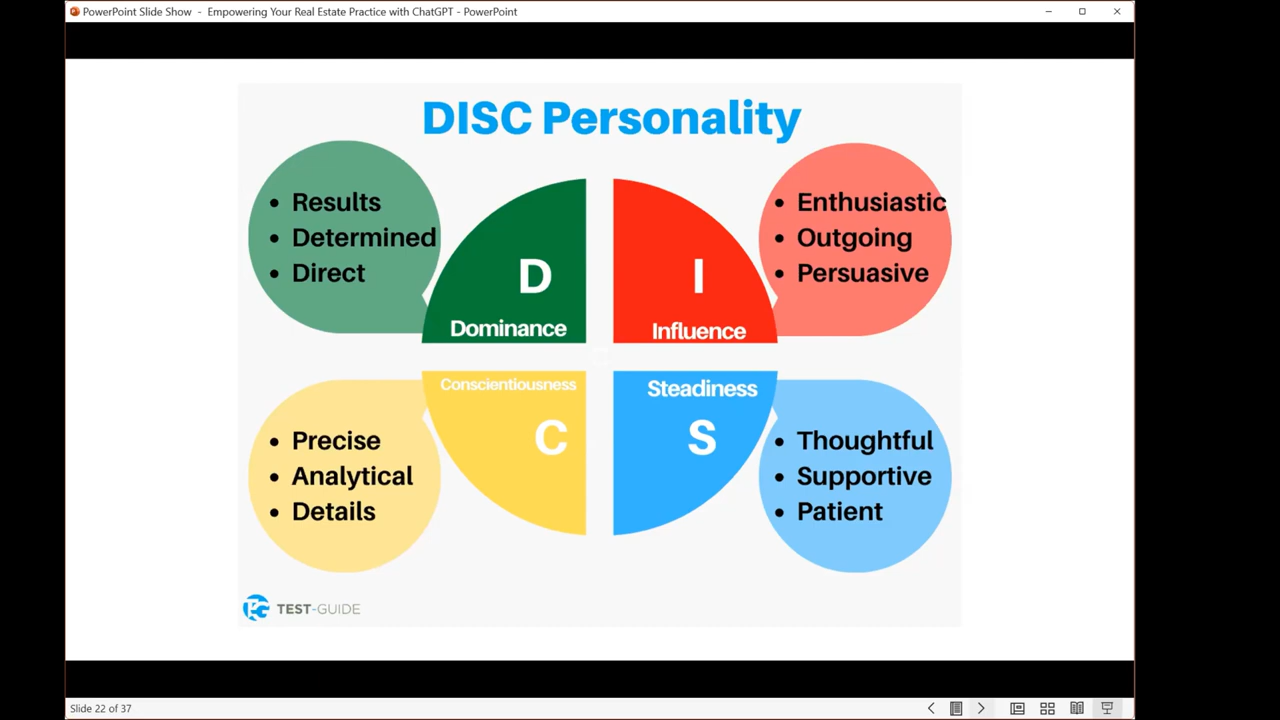 PowerPoint Slide Show - Empowering Your Real Estate Practice with ChatGPT - PowerPoint
DISC Personality
• Results
• Determined
• Direct
D
Dominance
I
Influence
• Enthusiastic
• Outgoing
• Persuasive
• Precise
• Analytical
• Details
Conscientiousness
C
Steadiness
S
• Thoughtful
• Supportive
• Patient
TG TEST-GUIDE
Slide 22 of 37